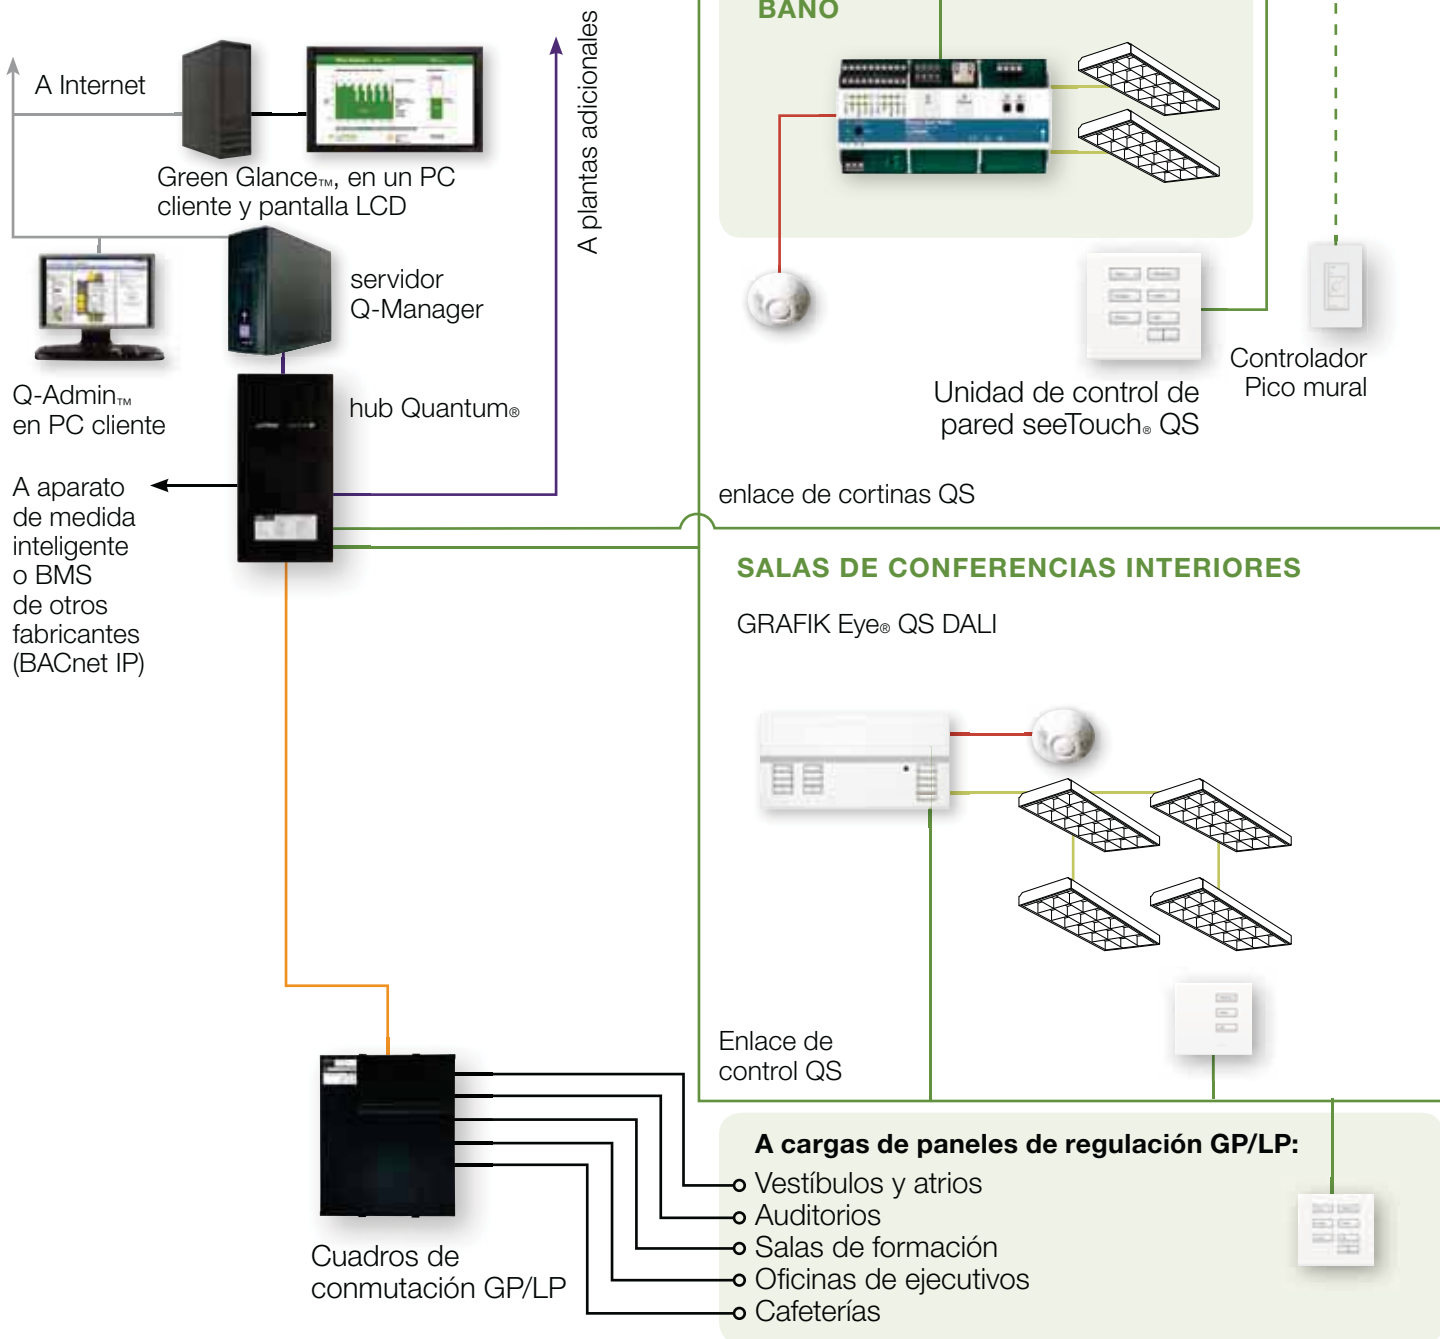 A Internet
Green Glance™, en un PC
cliente y pantalla LCD
A plantas adicionales
servidor
Q-Manager
Q-Admin™
en PC cliente
hub Quantum®
A aparato
de medida
inteligente
o BMS
de otros
fabricantes
(BACnet IP)
Cuadros de
conmutación GP/LP
BAÑO
Unidad de control de
pared seeTouch® QS
Controlador
Pico mural
enlace de cortinas QS
SALAS DE CONFERENCIAS INTERIORES
GRAFIK Eye® QS DALI
Enlace de
control QS
A cargas de paneles de regulación GP/LP:
Vestíbulos y atrios
Auditorios
Salas de formación
Oficinas de ejecutivos
Cafeterías